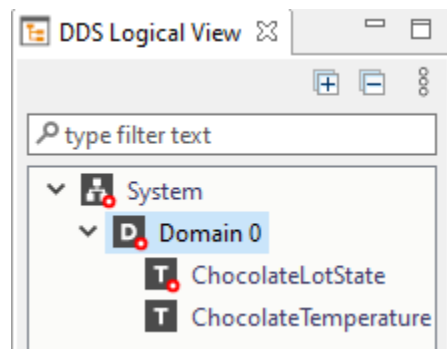 DDS Logical View
type filter text
System
D Domain 0
T ChocolateLotState
T ChocolateTemperature